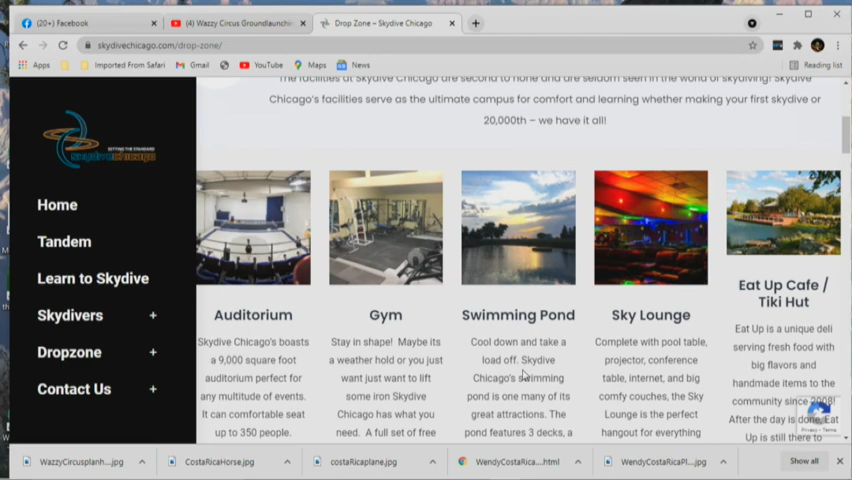 (20+) Facebook
(4) Wazzy Circus Groundlaunchin
Drop Zone – Skydive Chicago
skydivechicago.com/drop-zone/
Apps
Imported From Safari
Gmail
YouTube
Maps
News
Reading list
The facilities at Skydive Chicago are second to none and are seldom seen in the world of skydiving! Skydive
Chicago's facilities serve as the ultimate campus for comfort and learning whether making your first skydive or
20,000th – we have it all!
SETTING THE STANDARD
skydivechicago
Home
Tandem
Learn to Skydive
Skydivers +
Dropzone +
Contact Us +
Auditorium
Skydive Chicago's boasts
a 9,000 square foot
auditorium perfect for
any multitude of events.
It can comfortable seat
up to 350 people.
Gym
Stay in shape! Maybe its
a weather hold or you just
want just want to lift
some iron Skydive
Chicago has what you
need. A full set of free
Swimming Pond
Cool down and take a
load off. Skydive
Chicago's swimming
pond is one many of its
great attractions. The
pond features 3 decks, a
Sky Lounge
Complete with pool table,
projector, conference
table, internet, and big
comfy couches, the Sky
Lounge is the perfect
hangout for everything
Eat Up Cafe /
Tiki Hut
Eat Up is a unique deli
serving fresh food with
big flavors and
handmade items to the
community since 2008!
After the day is done, Eat
Up is still there to
Privacy - Terms
WazzyCircusplanh....jpg
CostaRicaHorse.jpg
costaRicaplane.jpg
WendyCostaRica....html
WendyCostaRicaPl....jpg
Show all